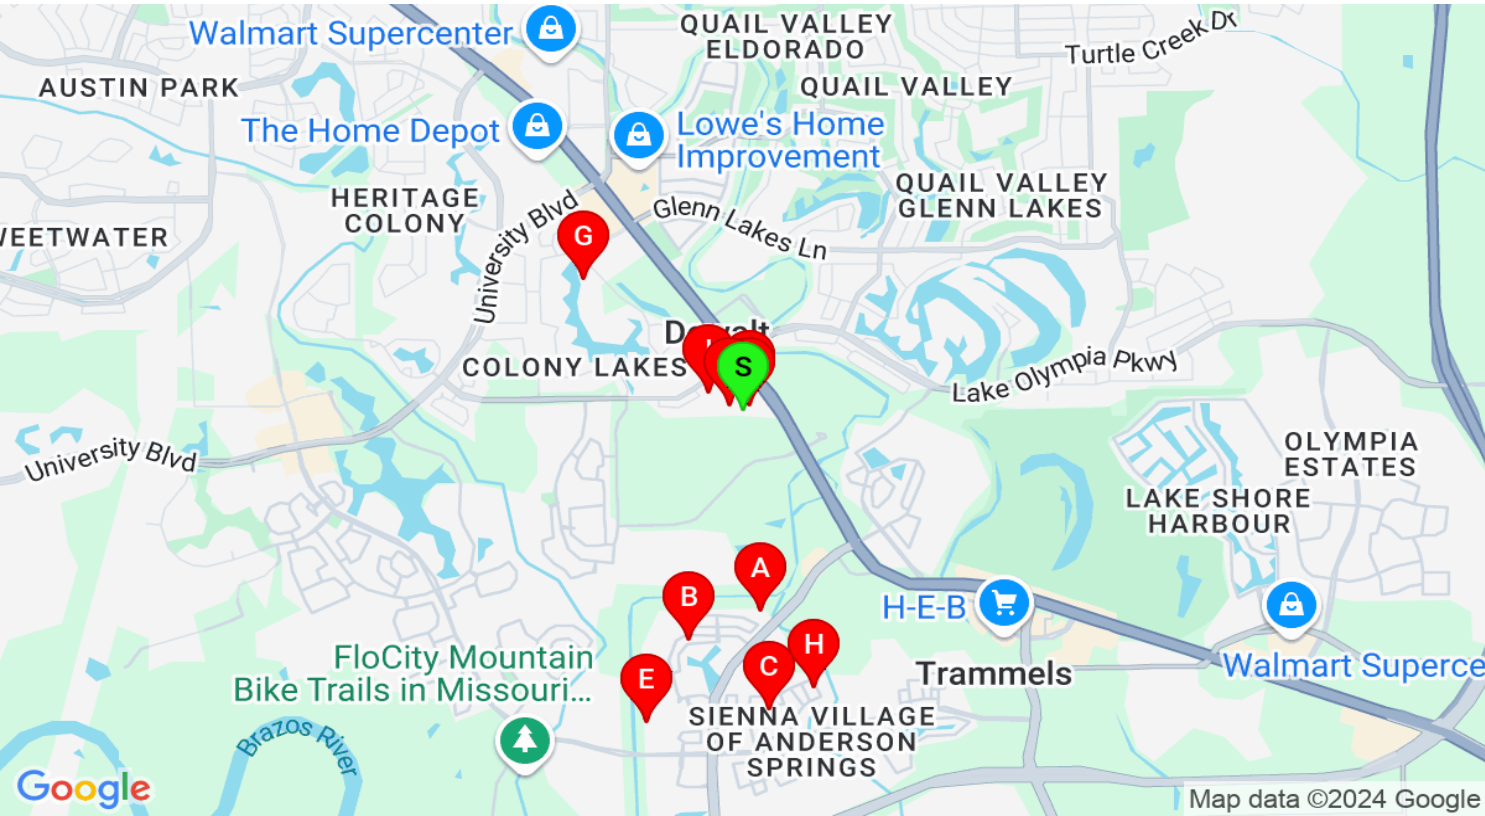 Walmart Supercenter
QUAIL VALLEY
ELDORADO
Turtle Creek Dr
AUSTIN PARK
QUAIL VALLEY
The Home Depot
Lowe's Home
Improvement
HERITAGE
COLONY
QUAIL VALLEY
GLENN LAKES
University Blvd
Glenn Lakes Ln
WEETWATER
G
COLONY LAKES
S
Lake Olympia Pkwy
University Blvd
OLYMPIA
ESTATES
LAKE SHORE
HARBOUR
A
B
H-E-B
H
C
E
FloCity Mountain
Bike Trails in Missouri...
Trammels
Walmart Superce
SIENNA VILLAGE
OF ANDERSON
SPRINGS
Brazos River
Google
Map data ©2024 Google